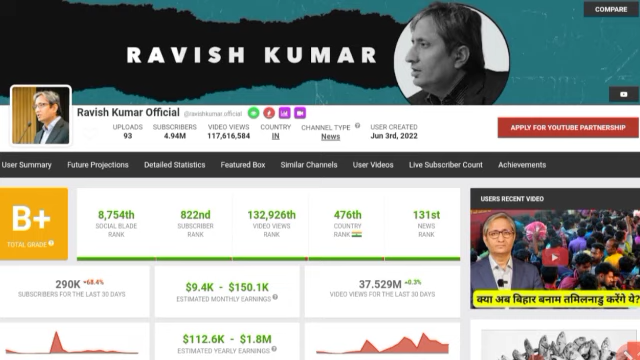 COMPARE
RAVISH KUMAR
Ravish Kumar Official @ravishkumar.official
UPLOADS SUBSCRIBERS VIDEO VIEWS COUNTRY CHANNEL TYPE USER CREATED
93 4.94M 117,616,584 IN News Jun 3rd, 2022
APPLY FOR YOUTUBE PARTNERSHIP
User Summary Future Projections Detailed Statistics Featured Box Similar Channels User Videos Live Subscriber Count Achievements
B+
TOTAL GRADE
8,754th 822nd 132,926th 476th 131st
SOCIAL BLADE SUBSCRIBER VIDEO VIEWS COUNTRY NEWS
RANK RANK RANK RANK RANK
USERS RECENT VIDEO
क्या अब बिहार बनाम तमिलनाडु करेंगे ये?
290K +68.4%
SUBSCRIBERS FOR THE LAST 30 DAYS
$9.4K - $150.1K
ESTIMATED MONTHLY EARNINGS
37.529M +0.3%
VIDEO VIEWS FOR THE LAST 30 DAYS
$112.6K - $1.8M
ESTIMATED YEARLY EARNINGS